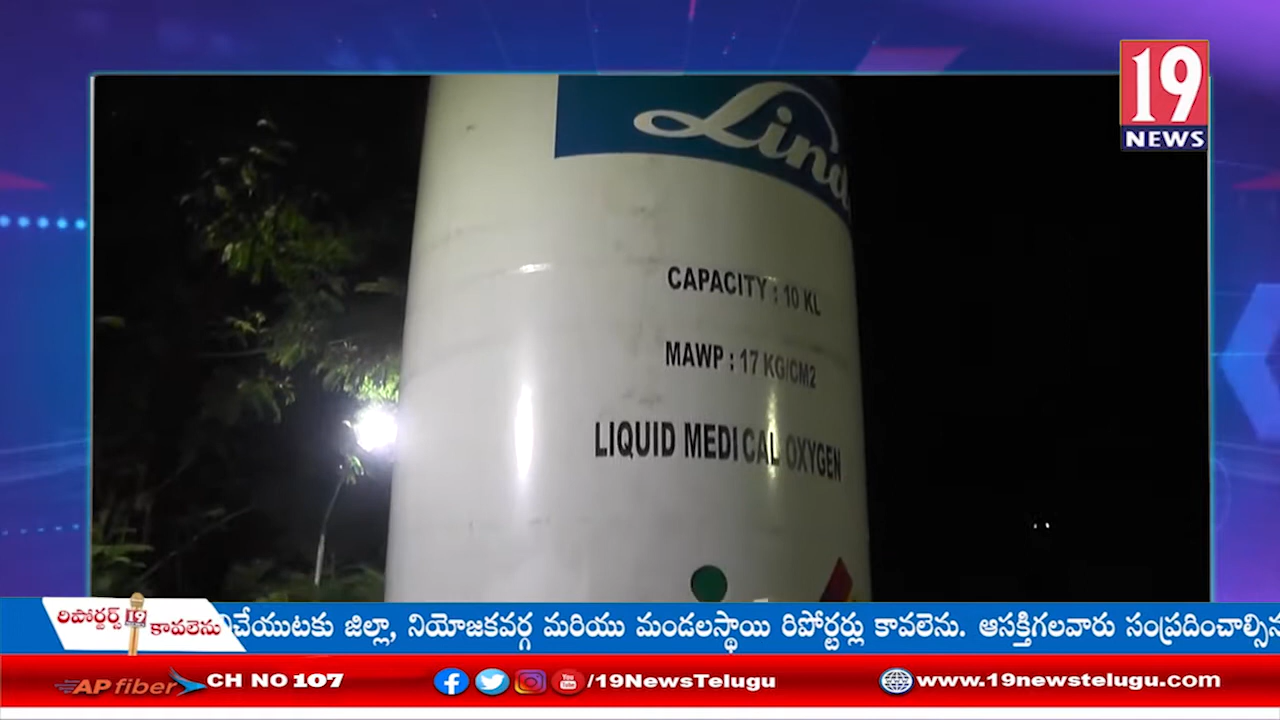 19
NEWS
Lind
CAPACITY : 10 KL
MAWP : 17 KG/CM2
LIQUID MEDICAL OXYGEN
రిపోర్టర్స్ 19 కావలెను
చేయుటకు జిల్లా, నియోజకవర్గ మరియు మండలస్థాయి రిపోర్టర్లు కావలెను. ఆసక్తిగలవారు సంప్రదించాల్సిన
AP fiber CH NO 107 /19NewsTelugu www.19newstelugu.com